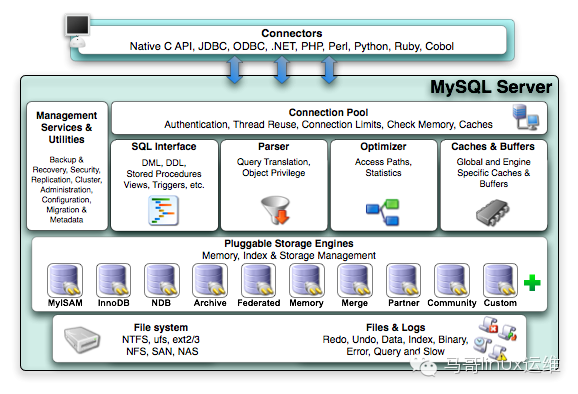 Connectors
Native C API, JDBC, ODBC, .NET, PHP, Perl, Python, Ruby, Cobol
MySQL Server
Management
Services &
Utilities
Backup &
Recovery, Security,
Replication, Cluster,
Administration,
Configuration,
Migration &
Metadata
Connection Pool
Authentication, Thread Reuse, Connection Limits, Check Memory, Caches
SQL Interface
DML, DDL,
Stored Procedures
Views, Triggers, etc.
Parser
Query Translation,
Object Privilege
Optimizer
Access Paths,
Statistics
Caches & Buffers
Global and Engine
Specific Caches &
Buffers
Pluggable Storage Engines
Memory, Index & Storage Management
MyISAM
InnoDB
NDB
Archive
Federated
Memory
Merge
Partner
Community
Custom
File system
NTFS, ufs, ext2/3
NFS, SAN, NAS
Files & Logs
Redo, Undo, Data, Index, Binary,
Error, Query and Slow
马哥linux运维